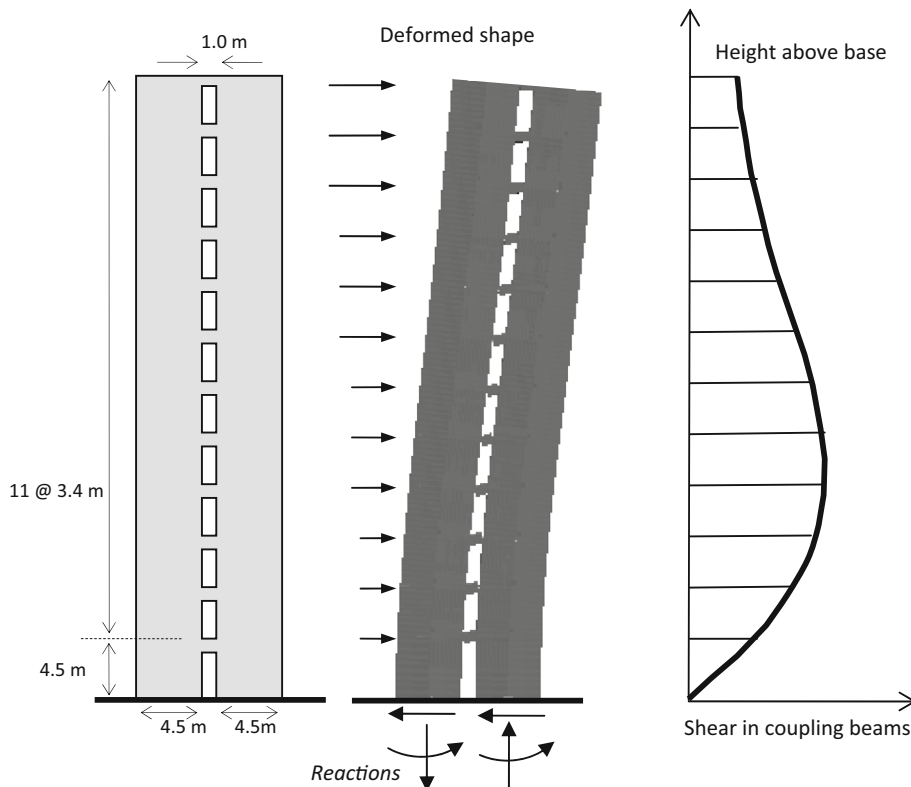 1.0 m
Deformed shape
Height above base
11 @ 3.4 m
4.5 m
4.5 m
4.5m
Shear in coupling beams
Reactions